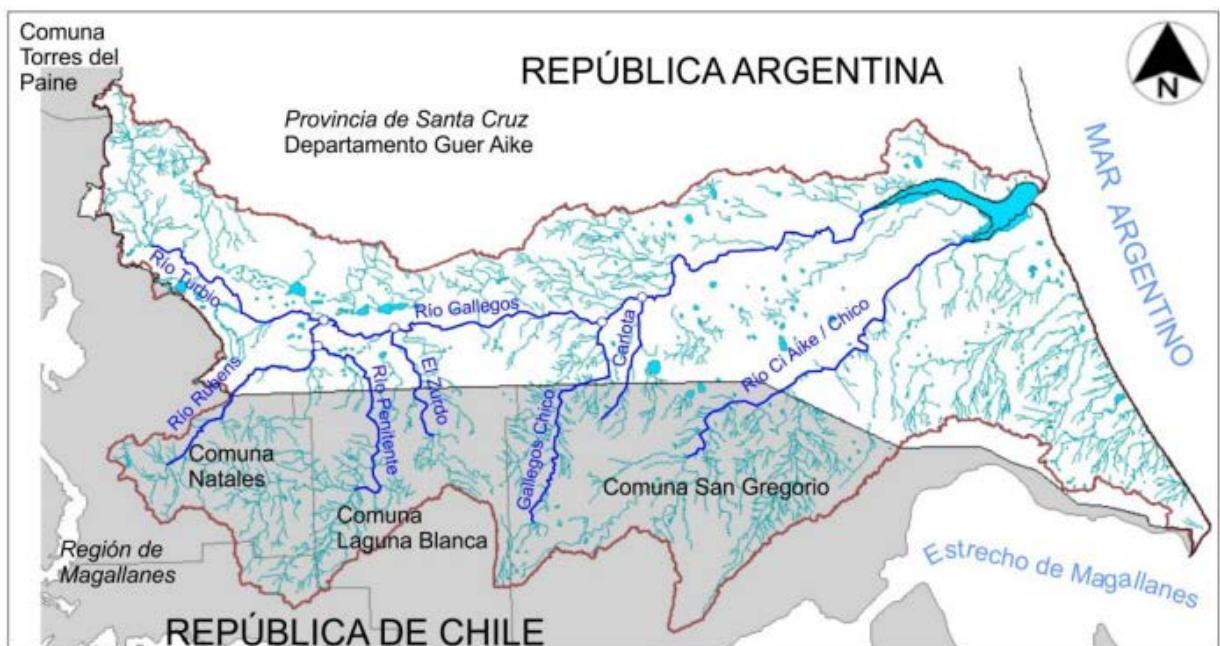 Comuna
Torres del
Paine
REPÚBLICA ARGENTINA
N
Provincia de Santa Cruz
Departamento Guer Aike
MAR ARGENTINO
Río Turbio
Río Gallegos
Carlota
Río Ci Aike / Chico
Río Rubens
Río Penitente
El Zurdo
Gallegos Chico
Comuna
Natales
Comuna San Gregorio
Comuna
Laguna Blanca
Región de
Magallanes
Estrecho de Magallanes
REPÚBLICA DE CHILE